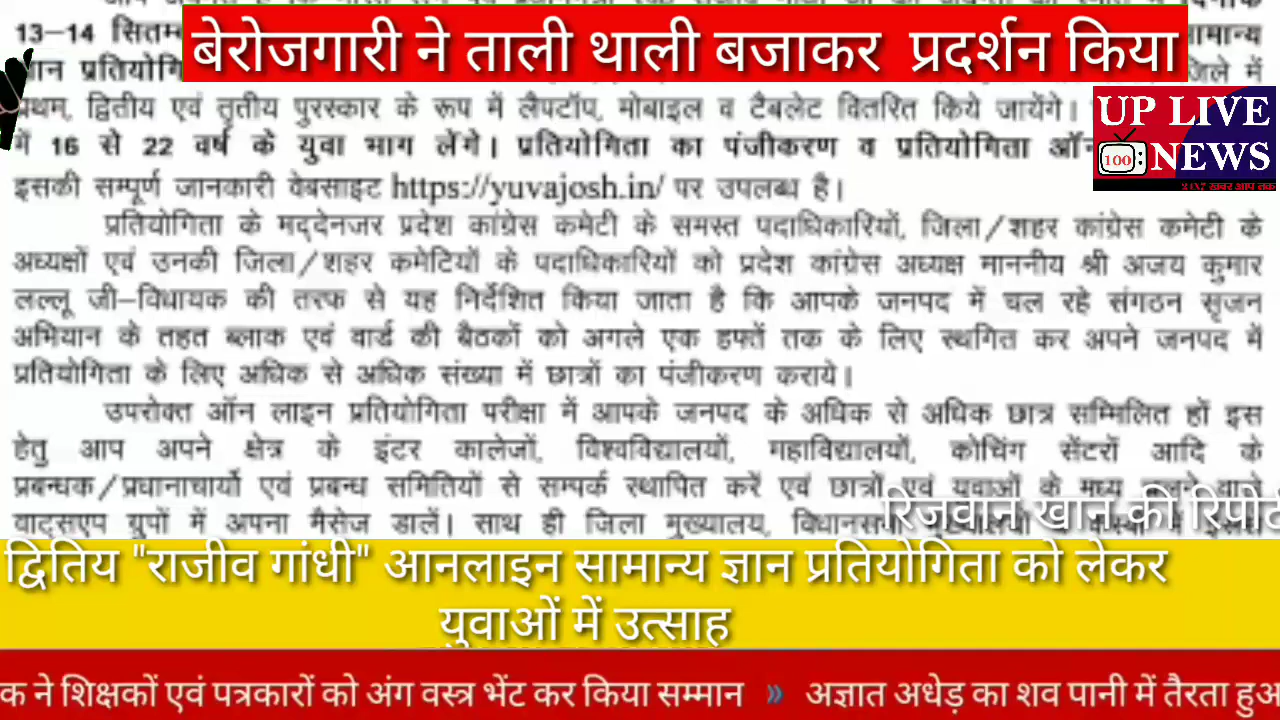 बेरोजगारी ने ताली थाली बजाकर प्रदर्शन किया
13–14
सामान्य
ज्ञान
जिले में
प्रथम, द्वितीय एवं तृतीय पुरस्कार के रूप में लैपटॉप, मोबाइल व टैबलेट वितरित किये जायेंगे।
में 16 से 22 वर्ष के युवा भाग लेंगे। प्रतियोगिता का पंजीकरण व प्रतियोगिता
इसकी सम्पूर्ण जानकारी वेबसाइट https://yuvajosh.in/ पर उपलब्ध है।
UP LIVE
100 NEWS
प्रतियोगिता के मद्देनजर प्रदेश कांग्रेस कमेटी के समस्त पदाधिकारियों, जिला/शहर कांग्रेस कमेटी के
अध्यक्षों एवं उनकी जिला/शहर कमेटियों के पदाधिकारियों को प्रदेश कांग्रेस अध्यक्ष माननीय श्री अजय कुमार
लल्लू जी–विधायक की तरफ से यह निर्देशित किया जाता है कि आपके जनपद में चल रहे संगठन सृजन
अभियान के तहत ब्लाक एवं वार्ड की बैठकों को अगले एक हफ्ते तक के लिए स्थगित कर अपने जनपद में
प्रतियोगिता के लिए अधिक से अधिक संख्या में छात्रों का पंजीकरण कराये।
उपरोक्त ऑन लाइन प्रतियोगिता परीक्षा में आपके जनपद के अधिक से अधिक छात्र सम्मिलित हों इस
हेतु आप अपने क्षेत्र के इंटर कालेजों, विश्वविद्यालयों, महाविद्यालयों, कोचिंग सेंटरों आदि के
प्रबन्धक/प्रधानाचार्यो एवं प्रबन्ध समितियों से सम्पर्क स्थापित करें एवं छात्रों एवं युवाओं के मध्य चलने वाले
वाट्सएप ग्रुपों में अपना मैसेज डालें। साथ ही जिला मुख्यालय,
रिजवान खान की रिपोर्ट
द्वितिय "राजीव गांधी" आनलाइन सामान्य ज्ञान प्रतियोगिता को लेकर
युवाओं में उत्साह
क ने शिक्षकों एवं पत्रकारों को अंग वस्त्र भेंट कर किया सम्मान » अज्ञात अधेड़ का शव पानी में तैरता हुआ